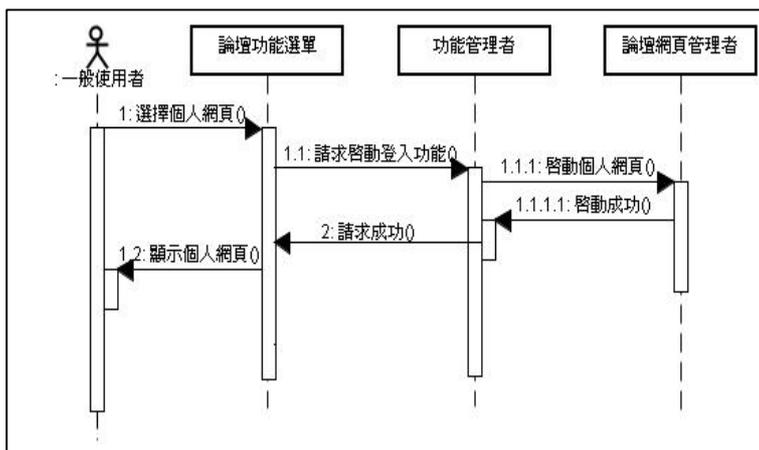 論壇功能選單
功能管理者
論壇網頁管理者
: 一般使用者
1: 選擇個人網頁()
1.1: 請求啓動登入功能()
1.1.1: 啓動個人網頁()
1.1.1.1: 啓動成功()
2: 請求成功()
1.2: 顯示個人網頁()